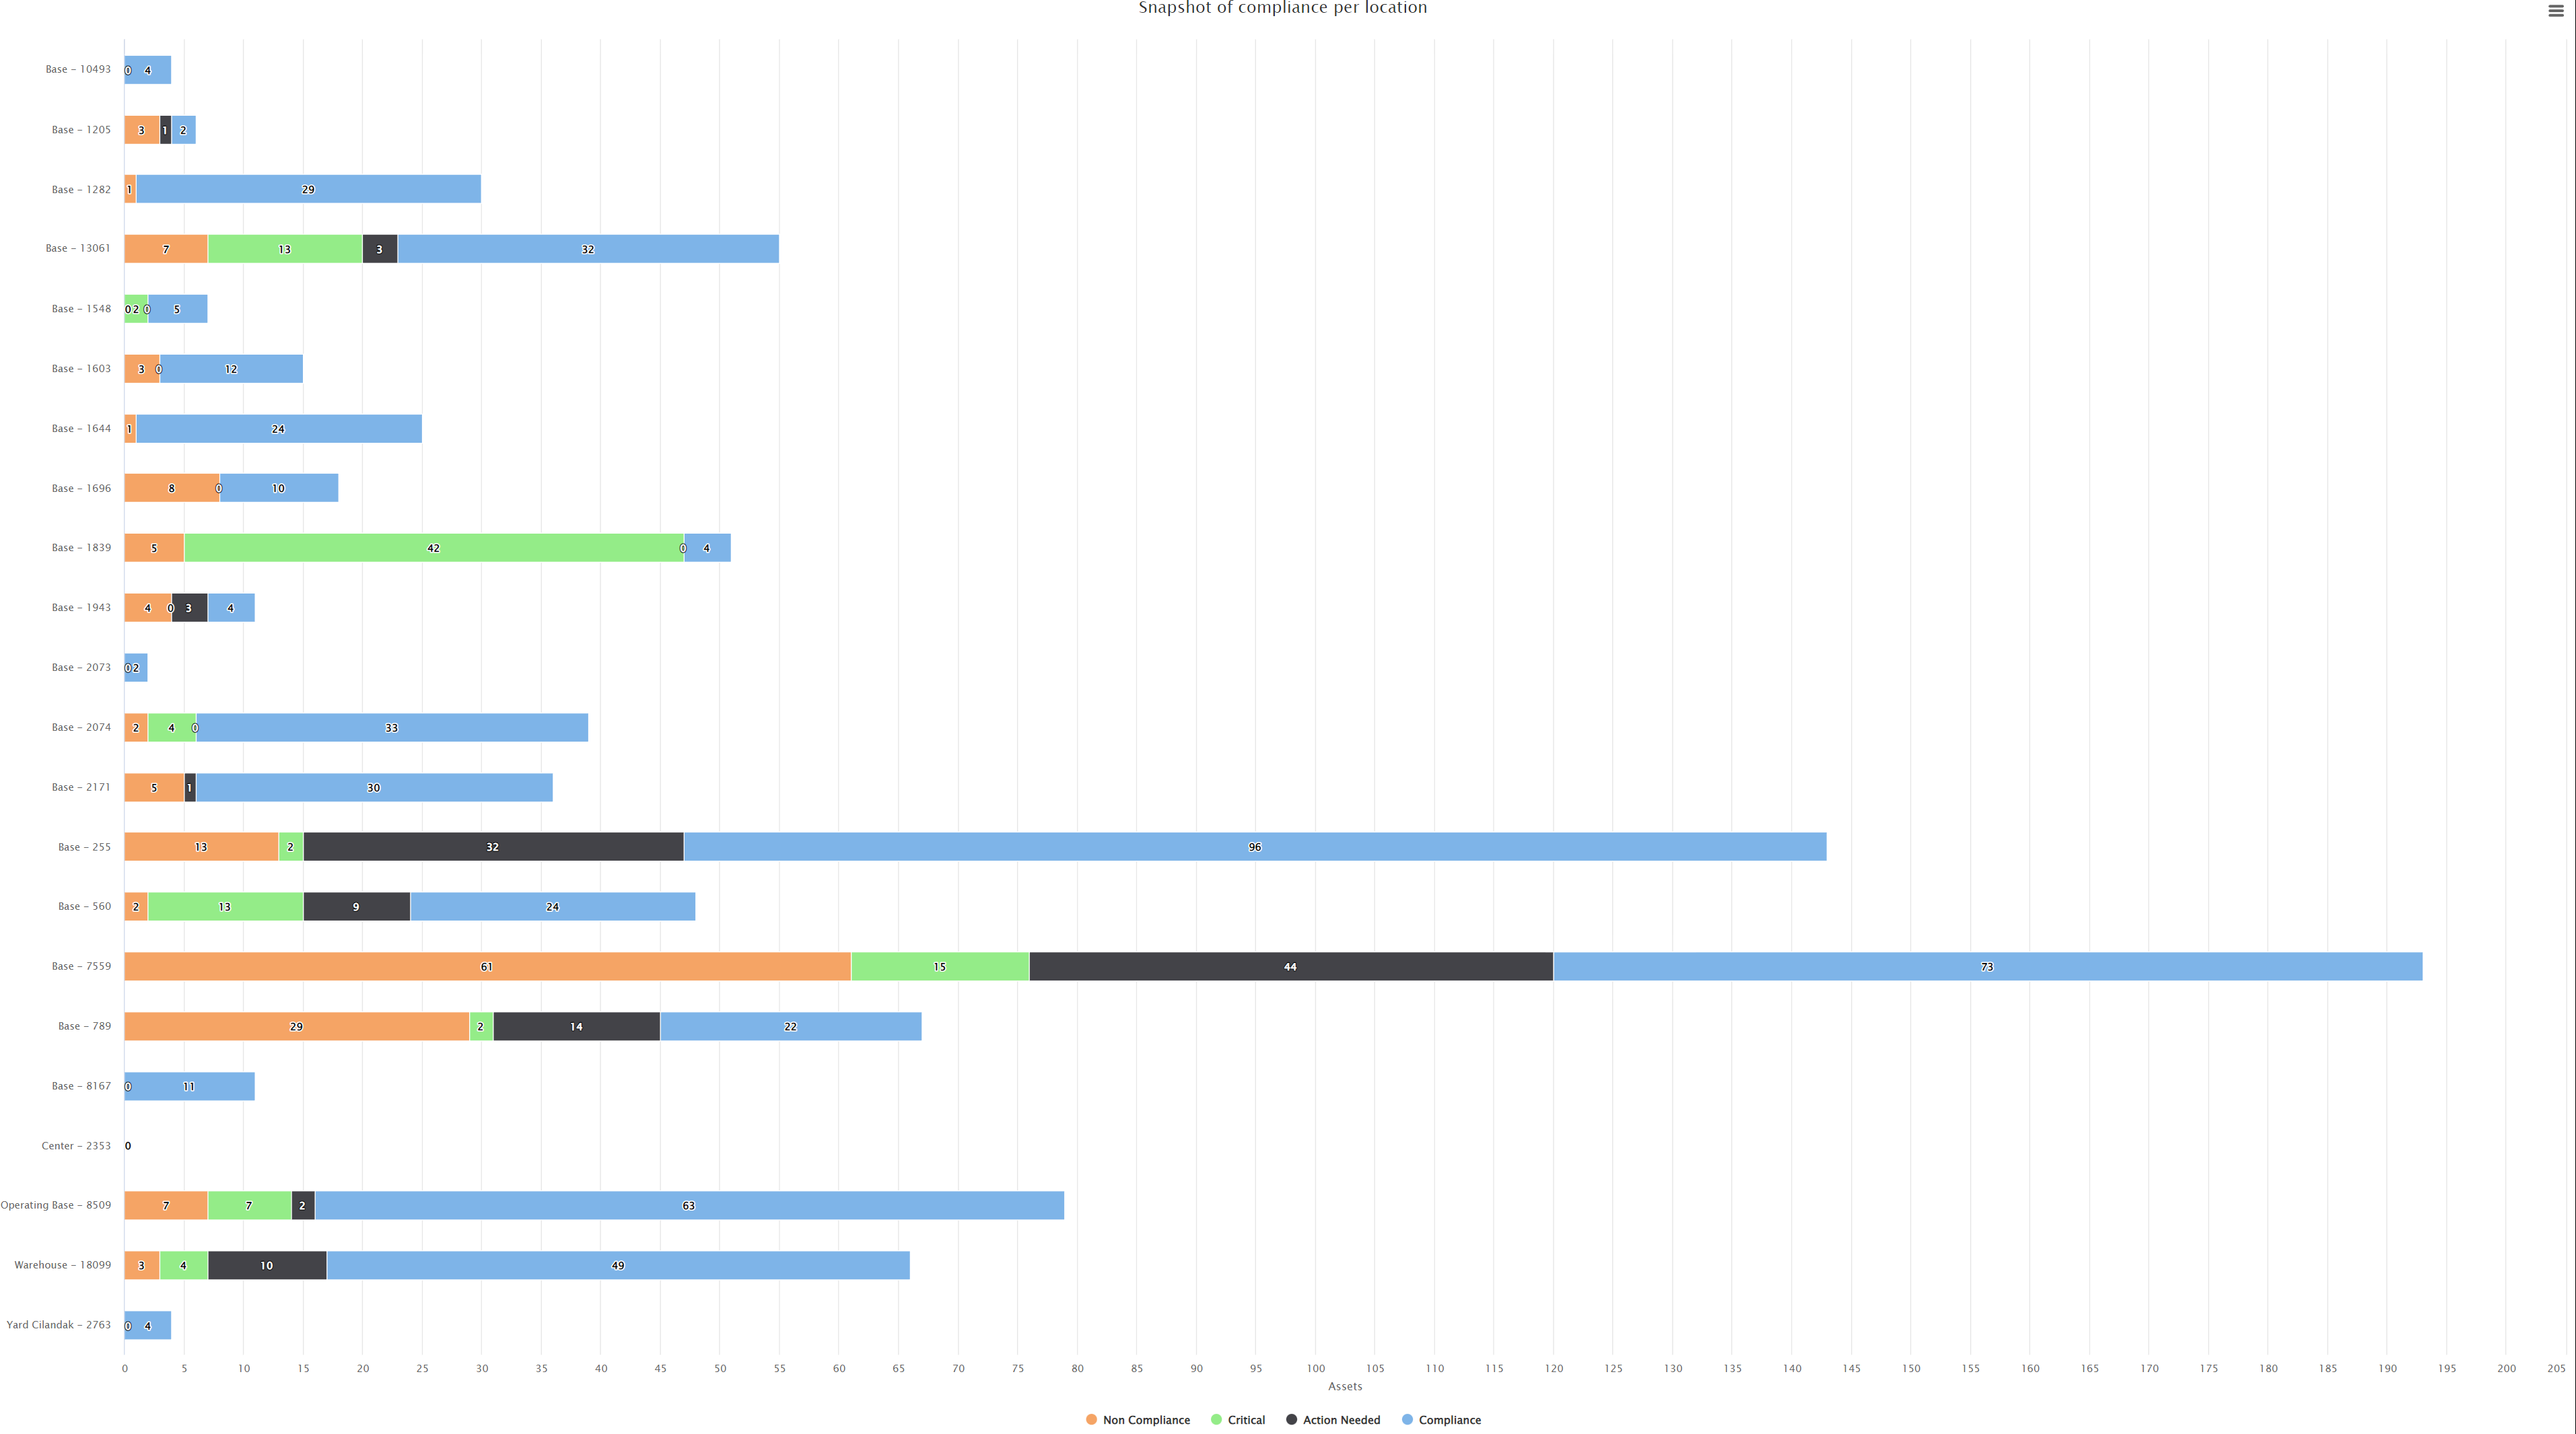 Snapshot of compliance per location
Base – 10493 0 4
Base – 1205 3 1 2
Base – 1282 1 29
Base – 13061 7 13 3 32
Base – 1548 0 2 0 5
Base – 1603 3 0 12
Base – 1644 1 24
Base – 1696 8 0 10
Base – 1839 5 42 0 4
Base – 1943 4 0 3 4
Base – 2073 0 2
Base – 2074 2 4 0 33
Base – 2171 5 1 30
Base – 255 13 2 32 96
Base – 560 2 13 9 24
Base – 7559 61 15 44 73
Base – 789 29 2 14 22
Base – 8167 0 11
Center – 2353 0
Operating Base – 8509 7 7 2 63
Warehouse – 18099 3 4 10 49
Yard Cilandak – 2763 0 4
0 5 10 15 20 25 30 35 40 45 50 55 60 65 70 75 80 85 90 95 100 105 110 115 120 125 130 135 140 145 150 155 160 165 170 175 180 185 190 195 200 205
Assets
Non Compliance Critical Action Needed Compliance